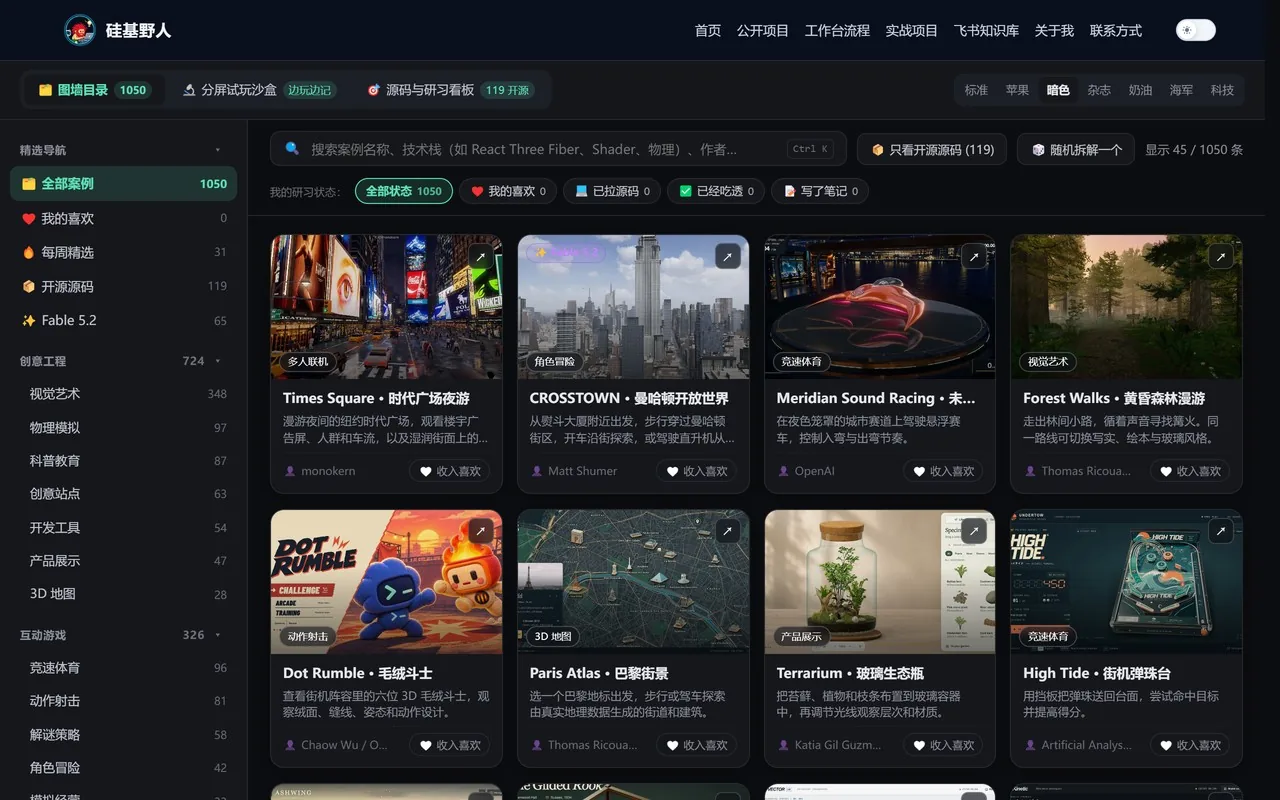 硅基野人
首页 公开项目 工作台流程 实战项目 飞书知识库 关于我 联系方式
图墙目录 1050 分屏试玩沙盒 边玩边记 源码与研习看板 119 开源
标准 苹果 暗色 杂志 奶油 海军 科技
精选导航
全部案例 1050
我的喜欢 0
每周精选 31
开源源码 119
Fable 5.2 65
创意工程 724
视觉艺术 348
物理模拟 97
科普教育 87
创意站点 63
开发工具 54
产品展示 47
3D 地图 28
互动游戏 326
竞速体育 96
动作射击 81
解谜策略 58
角色冒险 42
搜索案例名称、技术栈（如 React Three Fiber、Shader、物理）、作者... Ctrl K
只看开源源码 (119)
随机拆解一个
显示 45 / 1050 条
我的研习状态：
全部状态 1050
我的喜欢 0
已拉源码 0
已经吃透 0
写了笔记 0
多人联机
Times Square • 时代广场夜游
漫游夜间的纽约时代广场，观看楼宇广
告屏、人群和车流，以及湿润街面上的...
monokern 收入喜欢
角色冒险
CROSSTOWN • 曼哈顿开放世界
从熨斗大厦附近出发，步行穿过曼哈顿
街区，开车沿街探索，或驾驶直升机从...
Matt Shumer 收入喜欢
竞速体育
Meridian Sound Racing • 未...
在夜色笼罩的城市赛道上驾驶悬浮赛
车，控制入弯与出弯节奏。
OpenAI 收入喜欢
视觉艺术
Forest Walks • 黄昏森林漫游
走出林间小路，循着声音寻找篝火。同
一路线可切换写实、绘本与玻璃风格。
Thomas Ricoua... 收入喜欢
DOT
RUMBLE
CHALLENGE
ARCADE
TRAINING
动作射击
Dot Rumble • 毛绒斗士
查看街机阵容里的六位 3D 毛绒斗士，观
察绒面、缝线、姿态和动作设计。
Chaow Wu / O... 收入喜欢
3D 地图
Paris Atlas • 巴黎街景
选一个巴黎地标出发，步行或驾车探索
由真实地理数据生成的街道和建筑。
Thomas Ricoua... 收入喜欢
产品展示
Terrarium • 玻璃生态瓶
把苔藓、植物和枝条布置到玻璃容器
中，再调节光线观察层次和材质。
Katia Gil Guzm... 收入喜欢
UNDERTOW
HIGH
TIDE.
HIGH TIDE
HIGH TIDE
竞速体育
High Tide • 街机弹珠台
用挡板把弹珠送回台面，尝试命中目标
并提高得分。
Artificial Analys... 收入喜欢